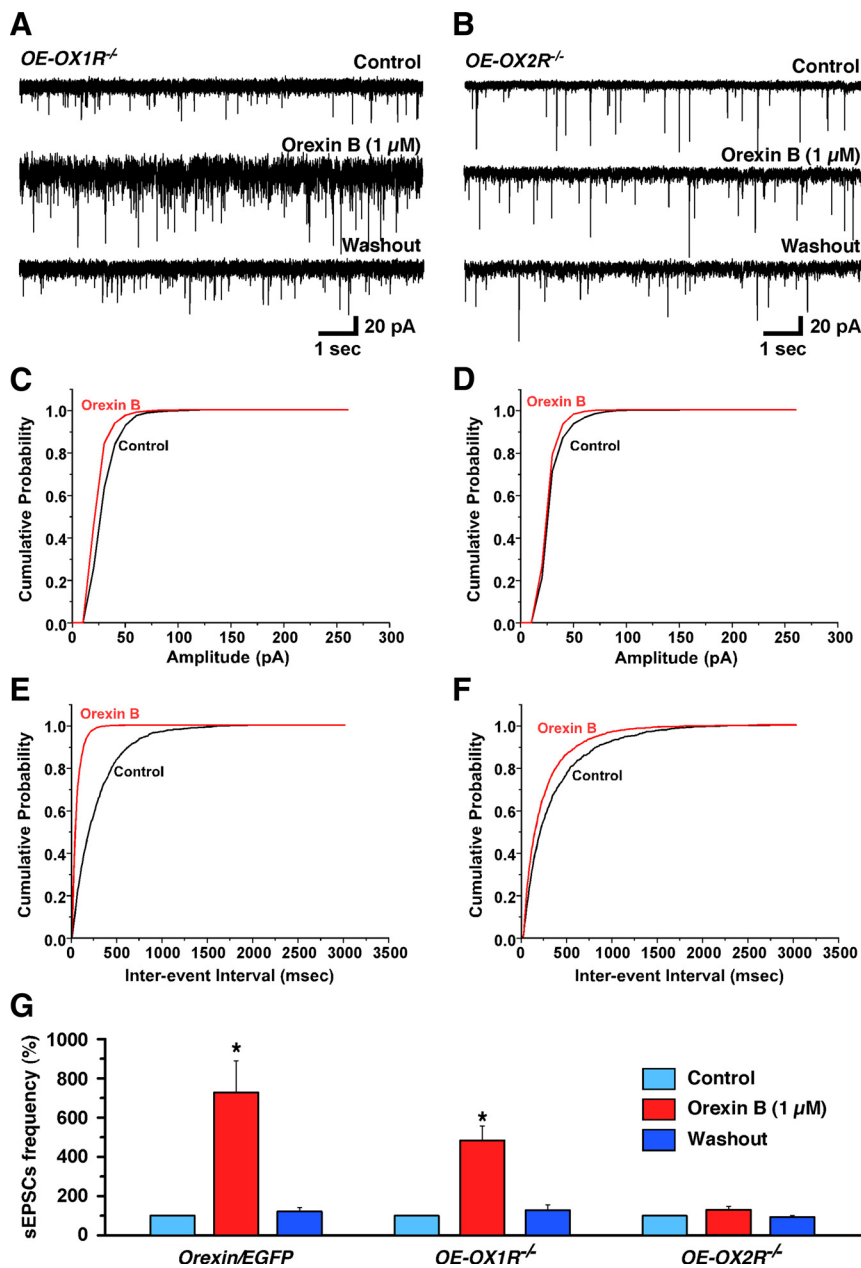 A
OE-OX1R-/-
Control
Orexin B (1 µM)
Washout
20 pA
1 sec
B
OE-OX2R-/-
Control
Orexin B (1 µM)
Washout
20 pA
1 sec
C
Orexin B
Control
Cumulative Probability
1.0
0.8
0.6
0.4
0.2
0.0
0 50 100 150 200 250 300
Amplitude (pA)
D
Orexin B
Control
Cumulative Probability
1.0
0.8
0.6
0.4
0.2
0.0
0 50 100 150 200 250 300
Amplitude (pA)
E
Orexin B
Control
Cumulative Probability
1.0
0.8
0.6
0.4
0.2
0.0
0 500 1000 1500 2000 2500 3000 3500
Inter-event Interval (msec)
F
Orexin B
Control
Cumulative Probability
1.0
0.8
0.6
0.4
0.2
0.0
0 500 1000 1500 2000 2500 3000 3500
Inter-event Interval (msec)
G
sEPSCs frequency (%)
1000
800
600
400
200
0
*
*
Control
Orexin B (1 µM)
Washout
Orexin/EGFP
OE-OX1R-/-
OE-OX2R-/-